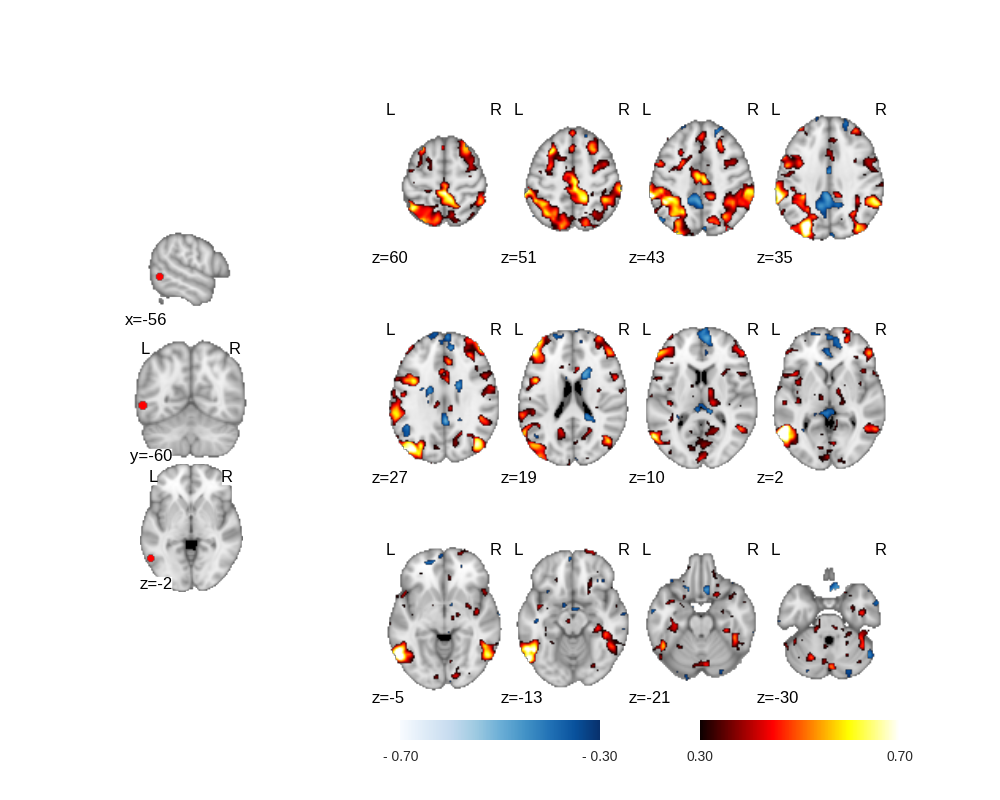 L R L R L R L R
z=60 z=51 z=43 z=35
x=-56
L R L R L R L R
L R
z=27 z=19 z=10 z=2
y=-60
L R
L R L R L R L R
z=-2
z=-5 z=-13 z=-21 z=-30
- 0.70 - 0.30 0.30 0.70